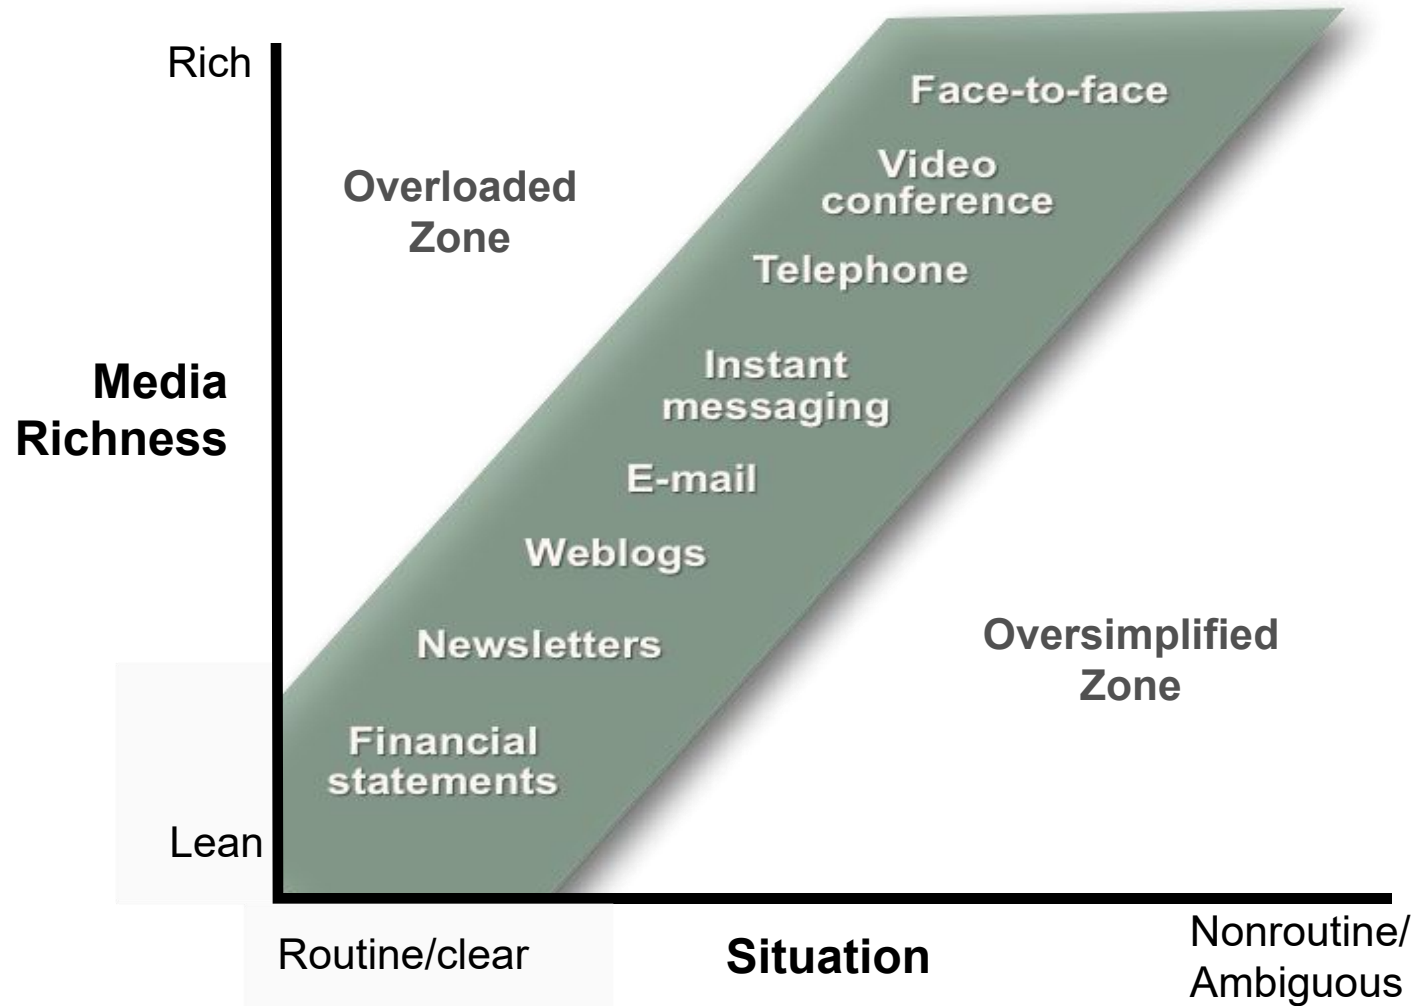 Rich
Face-to-face
Video
conference
Overloaded
Zone
Telephone
Instant
messaging
Media
Richness
E-mail
Weblogs
Newsletters
Oversimplified
Zone
Financial
statements
Lean
Routine/clear
Situation
Nonroutine/
Ambiguous